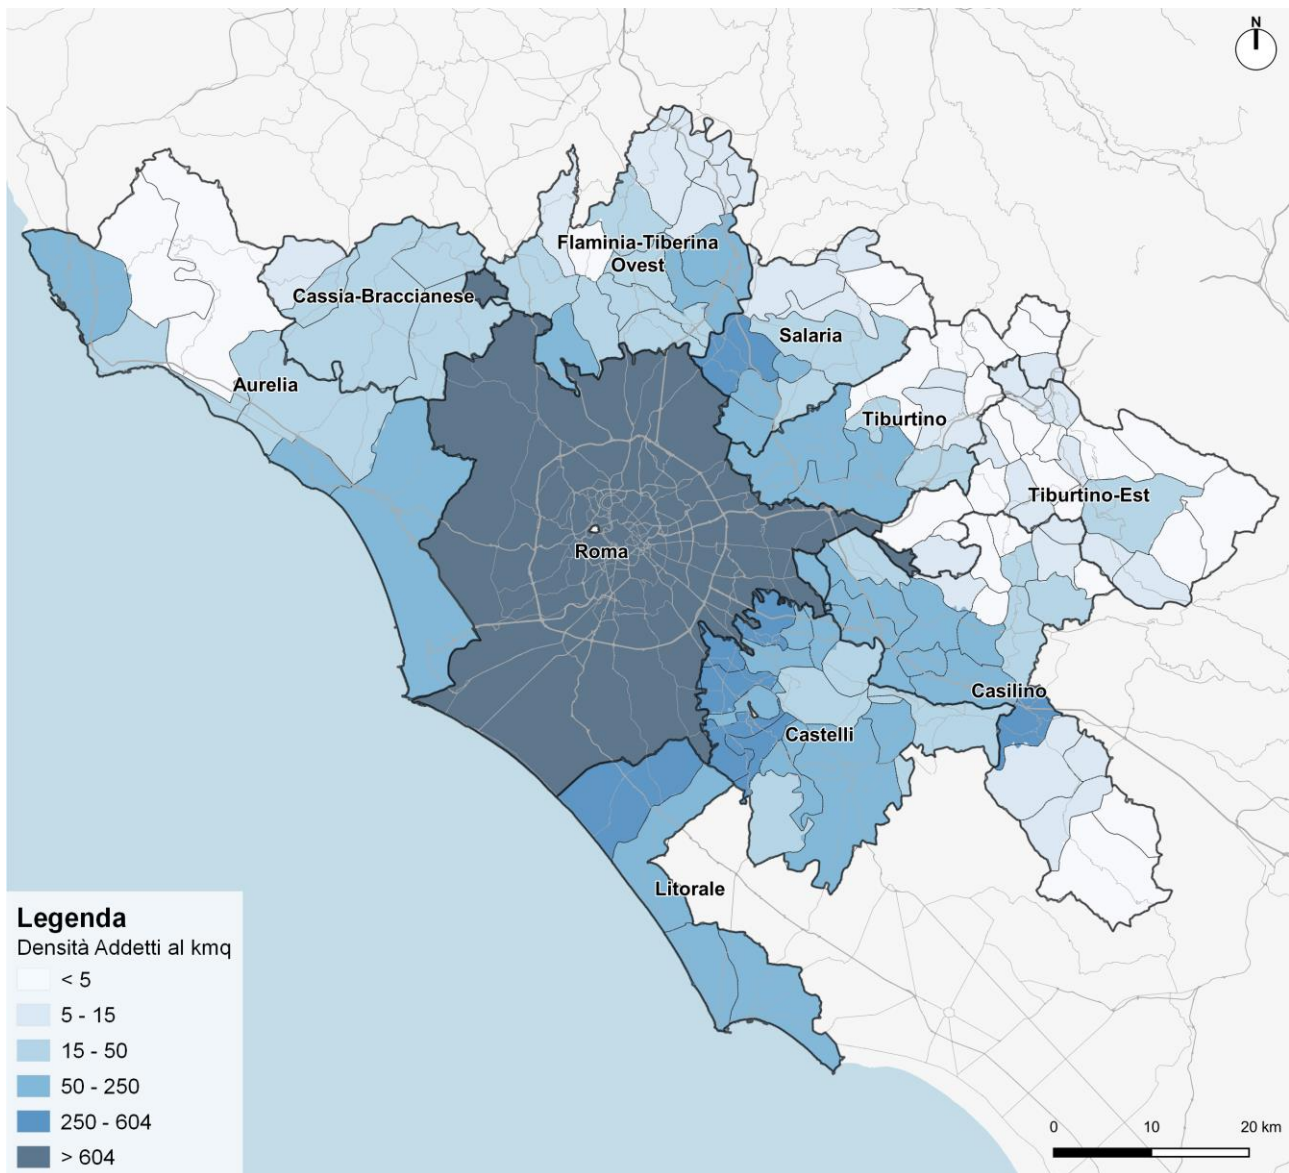 N
Flaminia-Tiberina
Ovest
Cassia-Braccianese
Salaria
Aurelia
Tiburtino
Tiburtino-Est
Roma
Casilino
Castelli
Litorale
Legenda
Densità Addetti al kmq
< 5
5 - 15
15 - 50
50 - 250
250 - 604
> 604
0 10 20 km